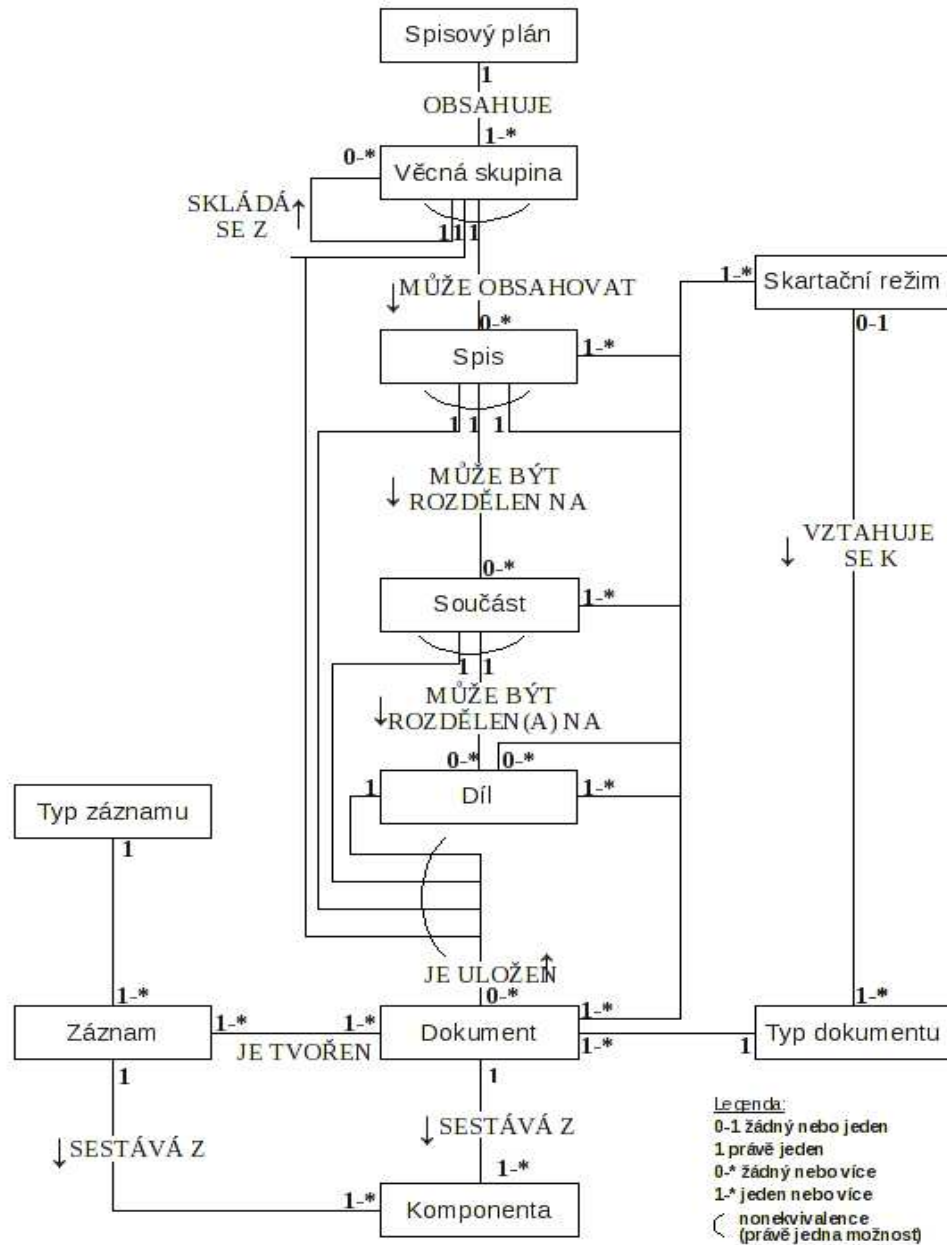 Spisový plán
1
OBSAHUJE
1-*
0-*
Věcná skupina
SKLÁDÁ
SE Z
1 1 1
MŮŽE OBSAHOVAT
0-*
1-*
Skartační režim
0-1
Spis
1-*
1 1 1
MŮŽE BÝT
ROZDĚLEN NA
VZTAHUJE
SE K
0-*
Součást
1-*
1 1
MŮŽE BÝT
ROZDĚLEN(A) NA
0-* 0-*
1
Díl
1-*
Typ záznamu
1
JE ULOŽEN
0-*
1-*
Záznam
1-*
1-*
JE TVOŘEN
Dokument
1-*
1-*
1-*
1
Typ dokumentu
1
1
SESTÁVÁ Z
SESTÁVÁ Z
1-*
1-*
Komponenta
Legenda:
0-1 žádný nebo jeden
1 právě jeden
0-* žádný nebo více
1-* jeden nebo více
nonekvivalence
(právě jedna možnost)